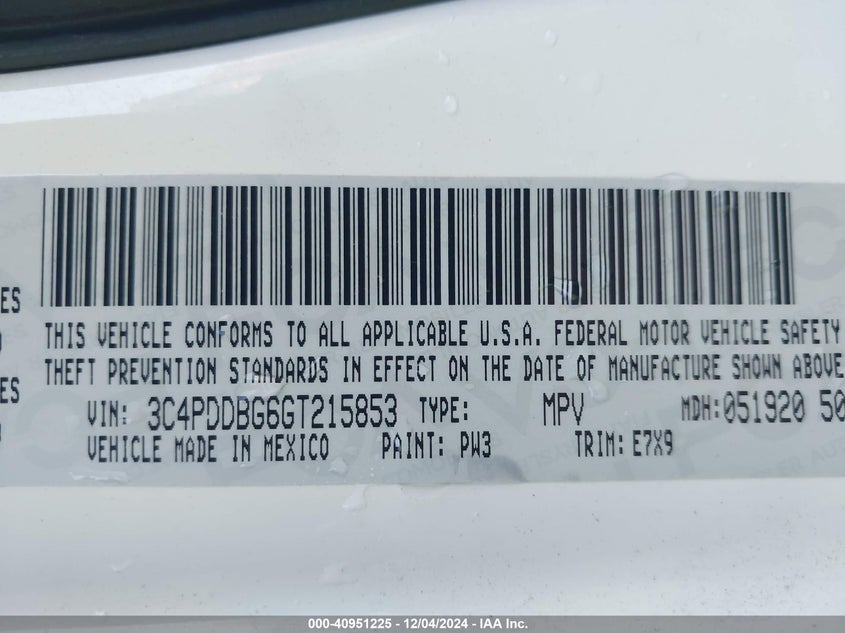 ES
THIS VEHICLE CONFORMS TO ALL APPLICABLE U.S.A. FEDERAL MOTOR VEHICLE SAFETY
THEFT PREVENTION STANDARDS IN EFFECT ON THE DATE OF MANUFACTURE SHOWN ABOVE
ES
VIN: 3C4PDDBG6GT215853 TYPE: MPV MDH:051920 50
VEHICLE MADE IN MEXICO PAINT: PW3 TRIM: E7X9
000-40951225 - 12/04/2024 - IAA Inc.